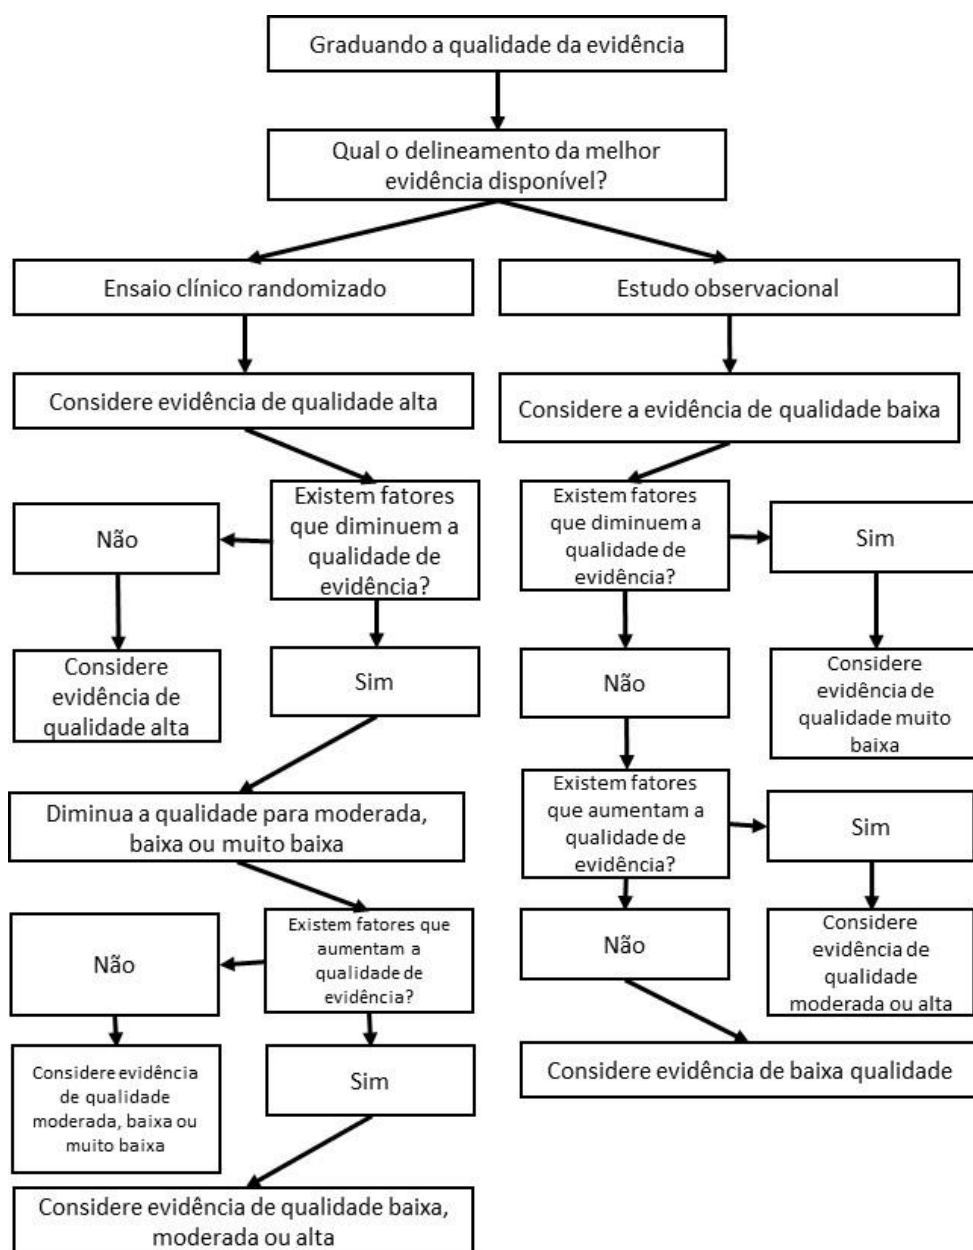 Graduando a qualidade da evidência
Qual o delineamento da melhor
evidência disponível?
Ensaio clínico randomizado
Estudo observacional
Considere evidência de qualidade alta
Considere a evidência de qualidade baixa
Existem fatores
que diminuem a
qualidade de
evidência?
Não
Existem fatores
que diminuem a
qualidade de
evidência?
Sim
Considere
evidência de
qualidade alta
Sim
Não
Considere
evidência de
qualidade muito
baixa
Diminua a qualidade para moderada,
baixa ou muito baixa
Existem fatores
que aumentam a
qualidade de
evidência?
Sim
Não
Existem fatores que
aumentam a
qualidade de
evidência?
Não
Considere
evidência de
qualidade
moderada ou alta
Considere evidência
de qualidade
moderada, baixa ou
muito baixa
Sim
Considere evidência de baixa qualidade
Considere evidência de qualidade baixa,
moderada ou alta